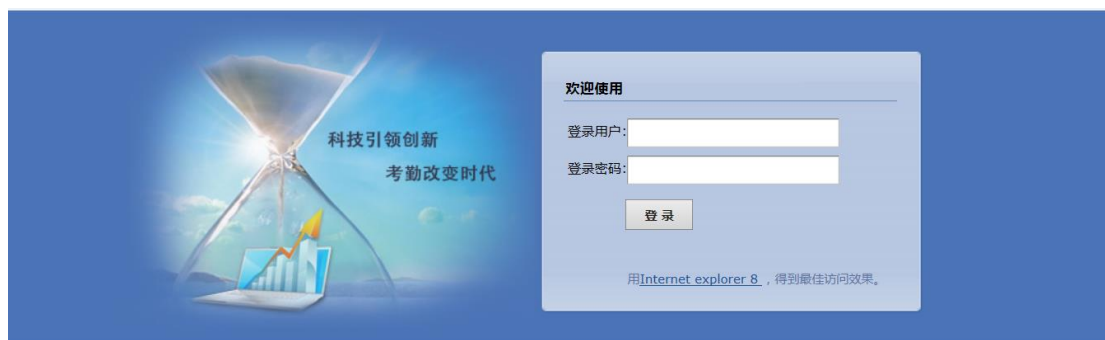 科技引领创新
考勤改变时代
欢迎使用
登录用户:
登录密码:
登 录
用Internet explorer 8 ，得到最佳访问效果。